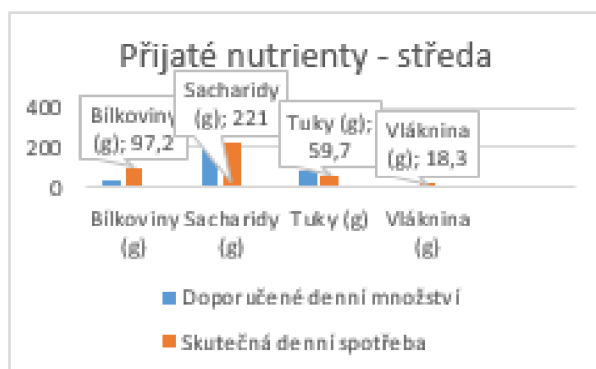 Přijaté nutrienty - středa
400
200
0
Bílkoviny
(g); 97,2
Sacharidy
(g); 221
Tuky (g);
59,7
Vláknina
(g); 18,3
Bílkoviny
(g)
Sacharidy
(g)
Tuky (g)
Vláknina
(g)
Doporučené denní množství
Skutečná denní spotřeba